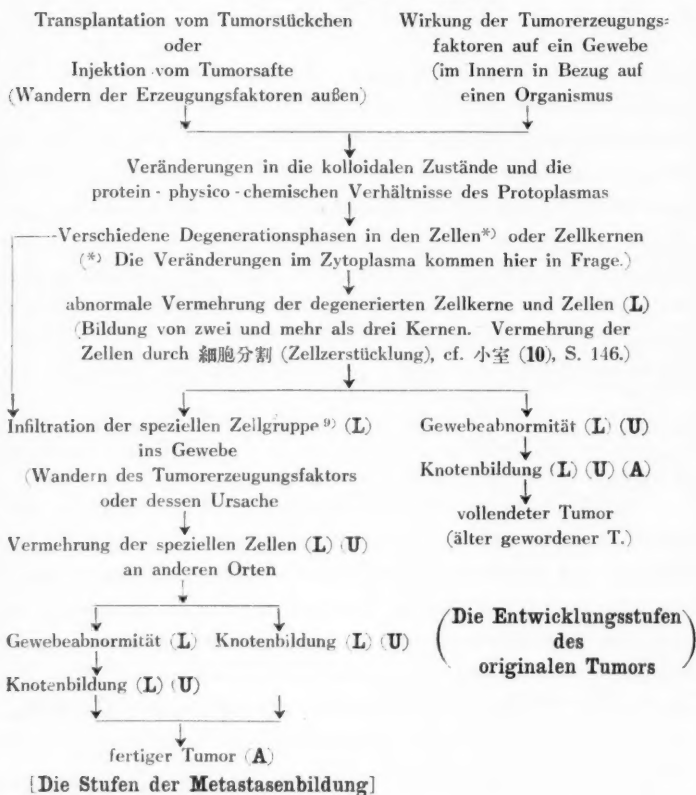 Transplantation vom Tumorstückchen
oder
Injektion vom Tumorsafte
(Wandern der Erzeugungsfaktoren außen)
Wirkung der Tumorerzeugungs=
faktoren auf ein Gewebe
(im Innern in Bezug auf
einen Organismus
Veränderungen in die kolloidalen Zustände und die
protein - physico - chemischen Verhältnisse des Protoplasmas
Verschiedene Degenerationsphasen in den Zellen*) oder Zellkernen
(*) Die Veränderungen im Zytoplasma kommen hier in Frage.)
abnormale Vermehrung der degenerierten Zellkerne und Zellen (L)
(Bildung von zwei und mehr als drei Kernen. Vermehrung der
Zellen durch 細胞分割 (Zellzerstücklung), cf. 小室 (10), S. 146.)
Infiltration der speziellen Zellgruppe 9) (L)
ins Gewebe
(Wandern des Tumorerzeugungsfaktors
oder dessen Ursache
Vermehrung der speziellen Zellen (L) (U)
an anderen Orten
Gewebeabnormität (L)
Knotenbildung (L) (U)
Knotenbildung (L) (U)
fertiger Tumor (A)
[Die Stufen der Metastasenbildung]
Gewebeabnormität (L) (U)
Knotenbildung (L) (U) (A)
vollendeter Tumor
(älter gewordener T.)
(Die Entwicklungsstufen
des
originalen Tumors)